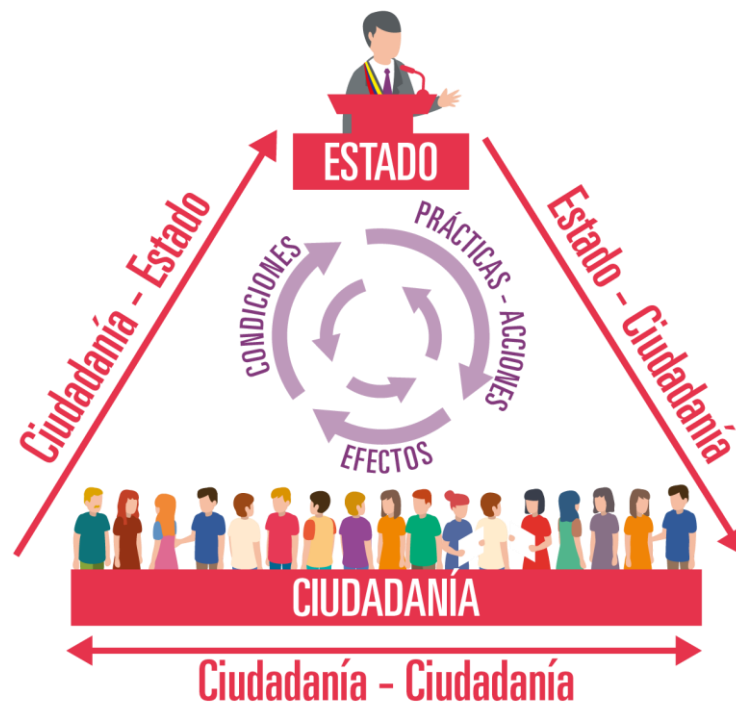 ESTADO
Ciudadanía - Estado
Estado - Ciudadanía
CONDICIONES
PRÁCTICAS - ACCIONES
EFECTOS
CIUDADANÍA
Ciudadanía - Ciudadanía